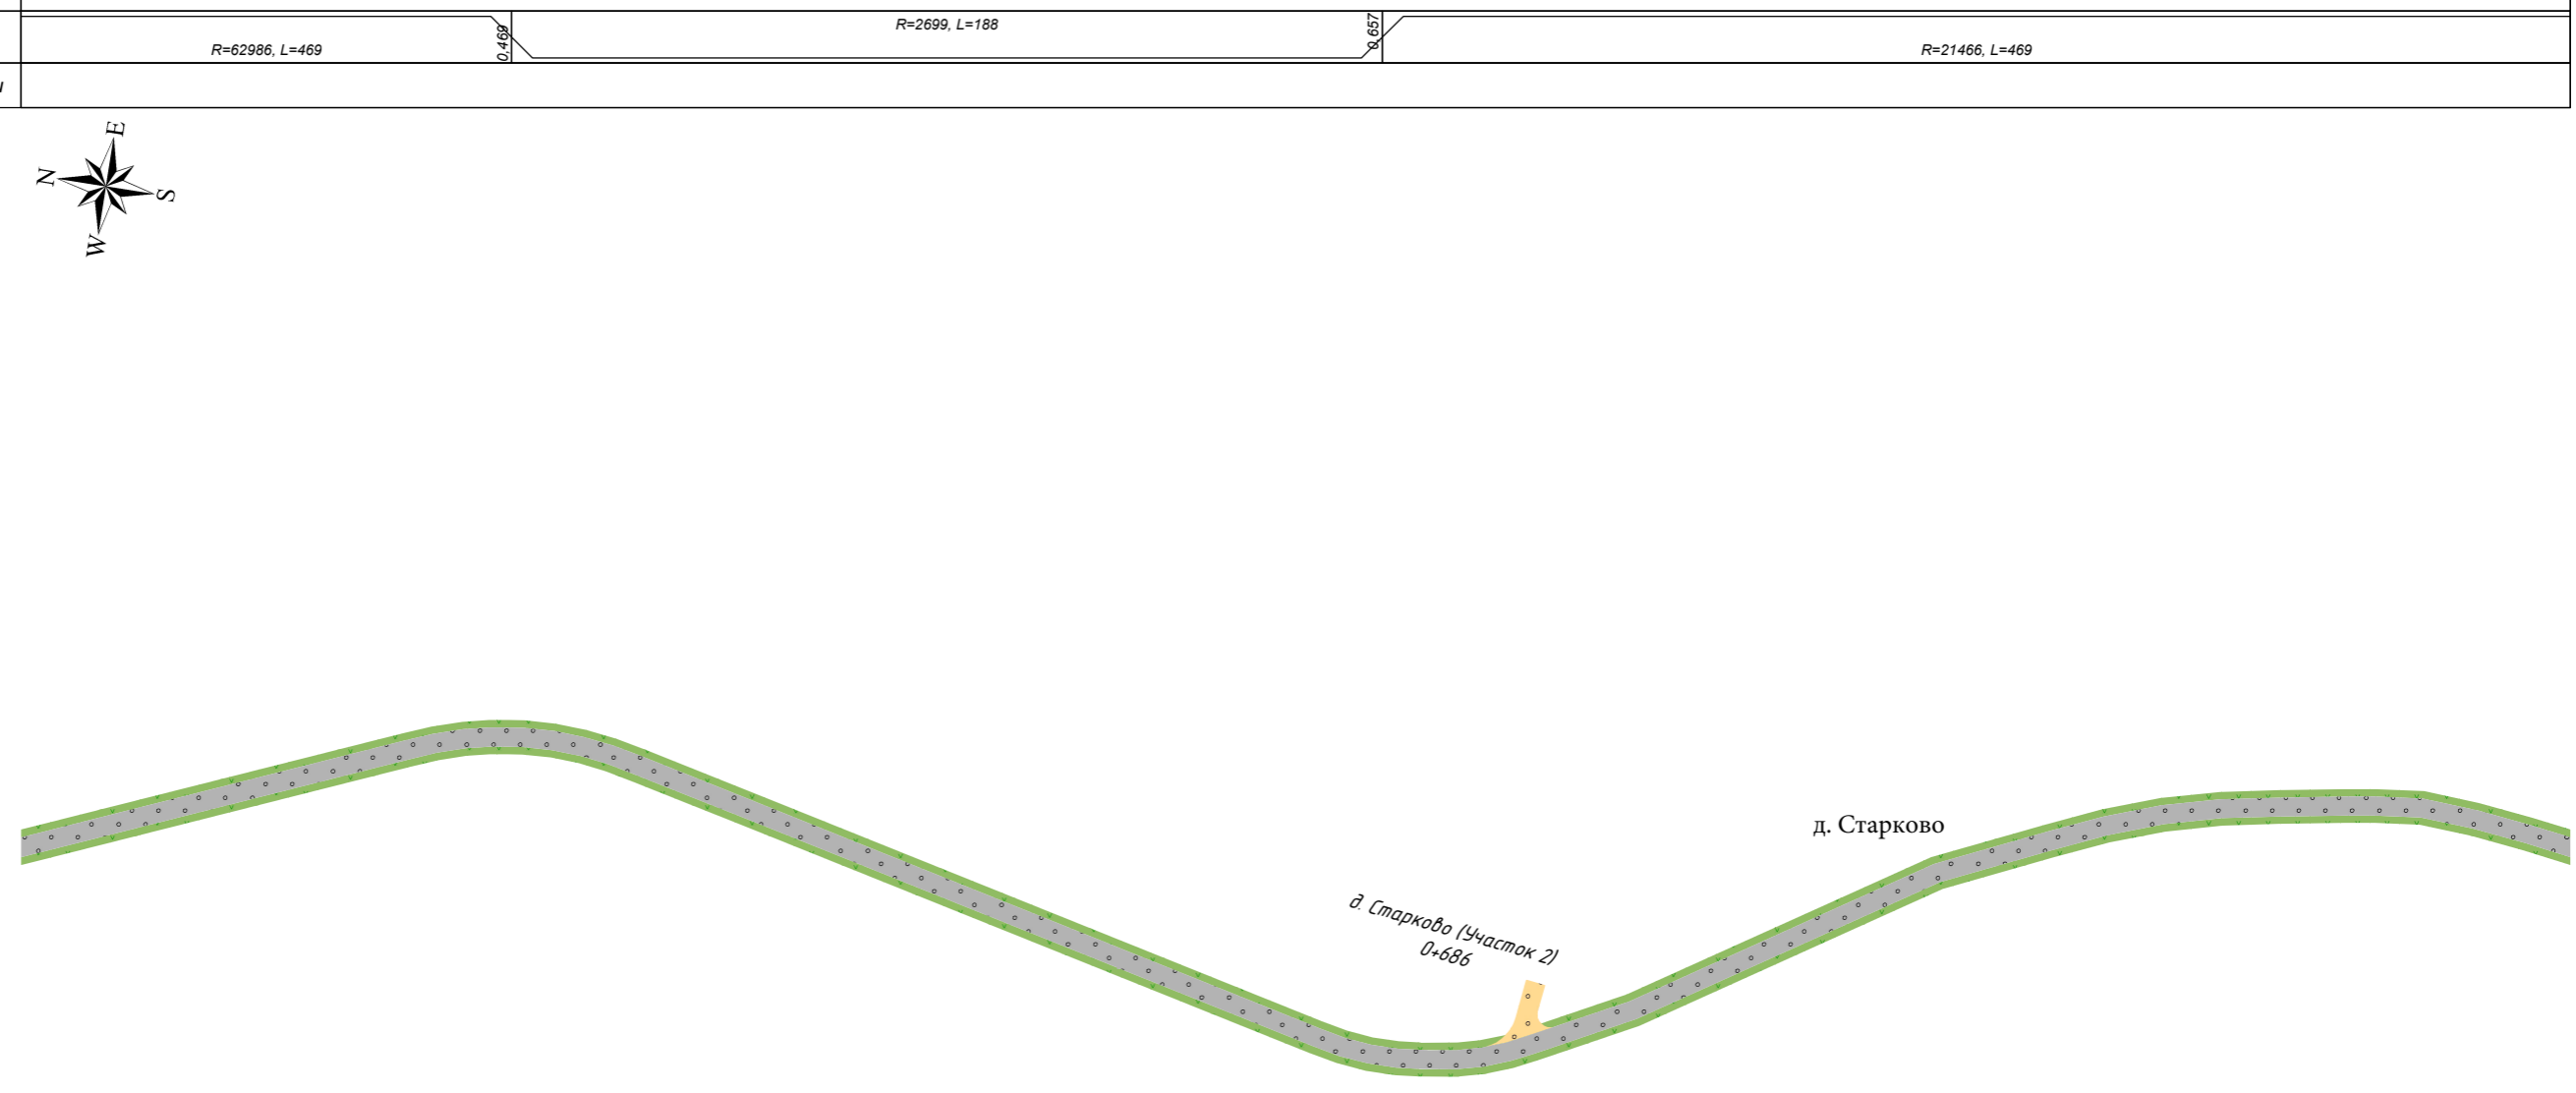 R=2699, L=188
R=62986, L=469
0,469
0,657
R=21466, L=469
E
N
S
W
д. Старково
д. Старково (Участок 2)
0+686